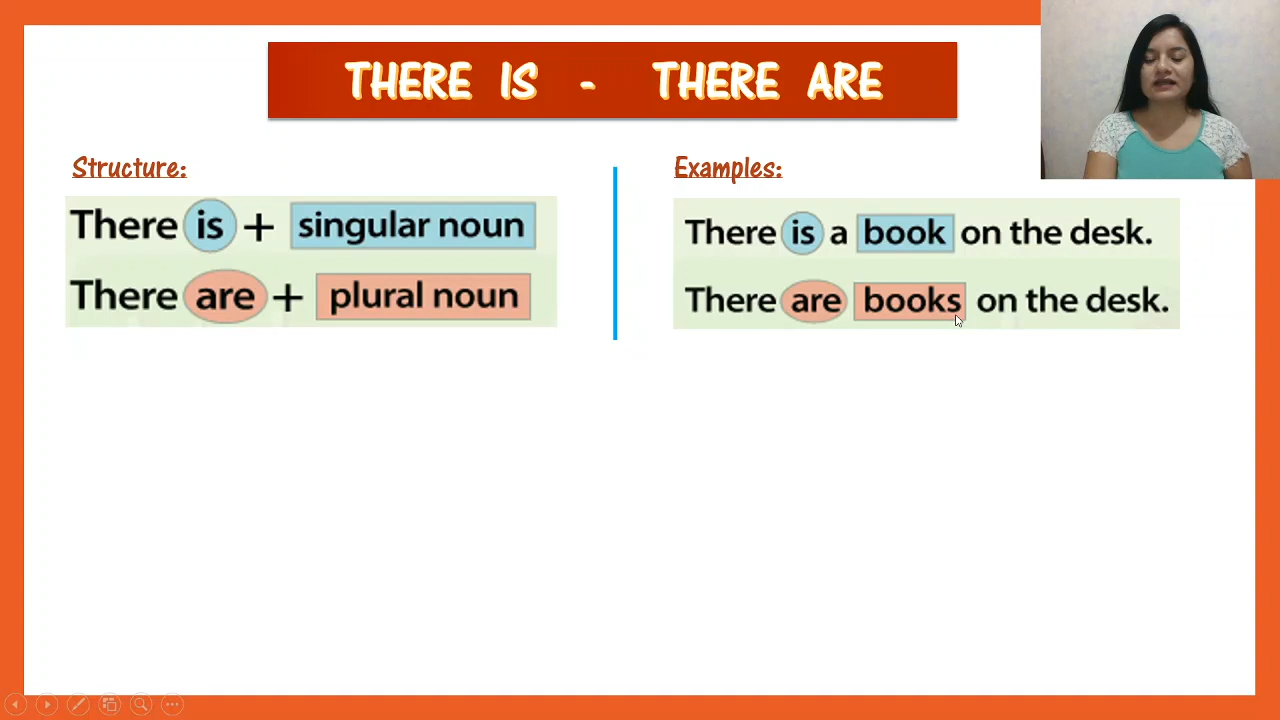 THERE IS - THERE ARE
Structure:
There is + singular noun
There are + plural noun
Examples:
There is a book on the desk.
There are books on the desk.